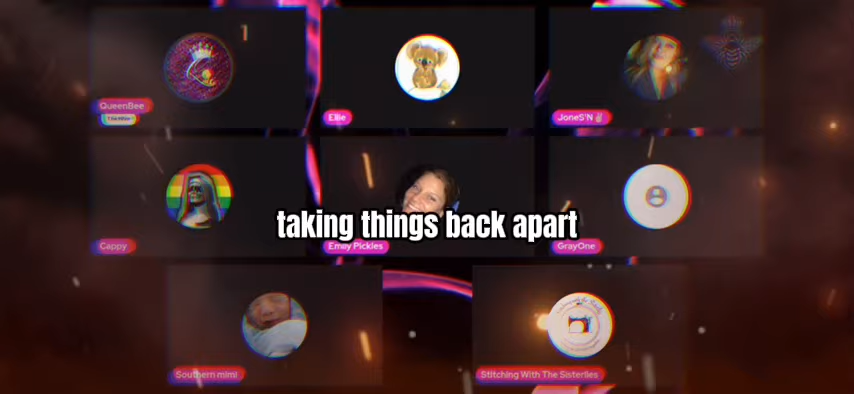 QueenBee
Ellie
JoneS'N ✌
Cappy
Emily Pickles
GrayOne
taking things back apart
Southern mimi
Stitching With The Sisterlies